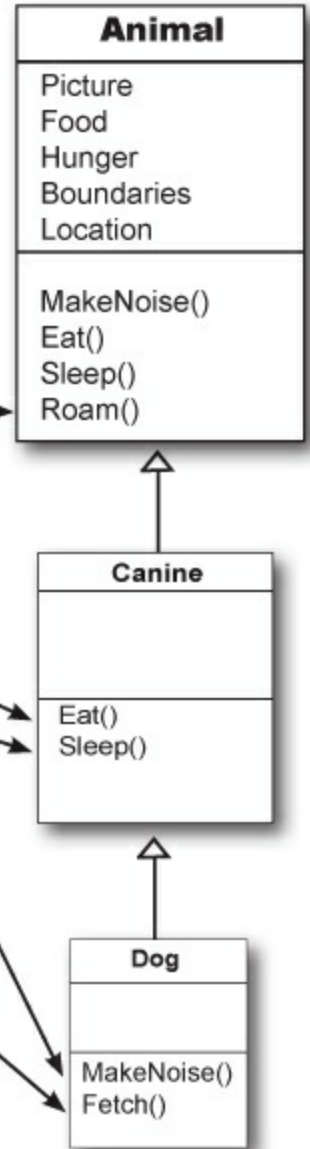 Animal
Picture
Food
Hunger
Boundaries
Location
MakeNoise()
Eat()
Sleep()
Roam()
Canine
Eat()
Sleep()
Dog
MakeNoise()
Fetch()